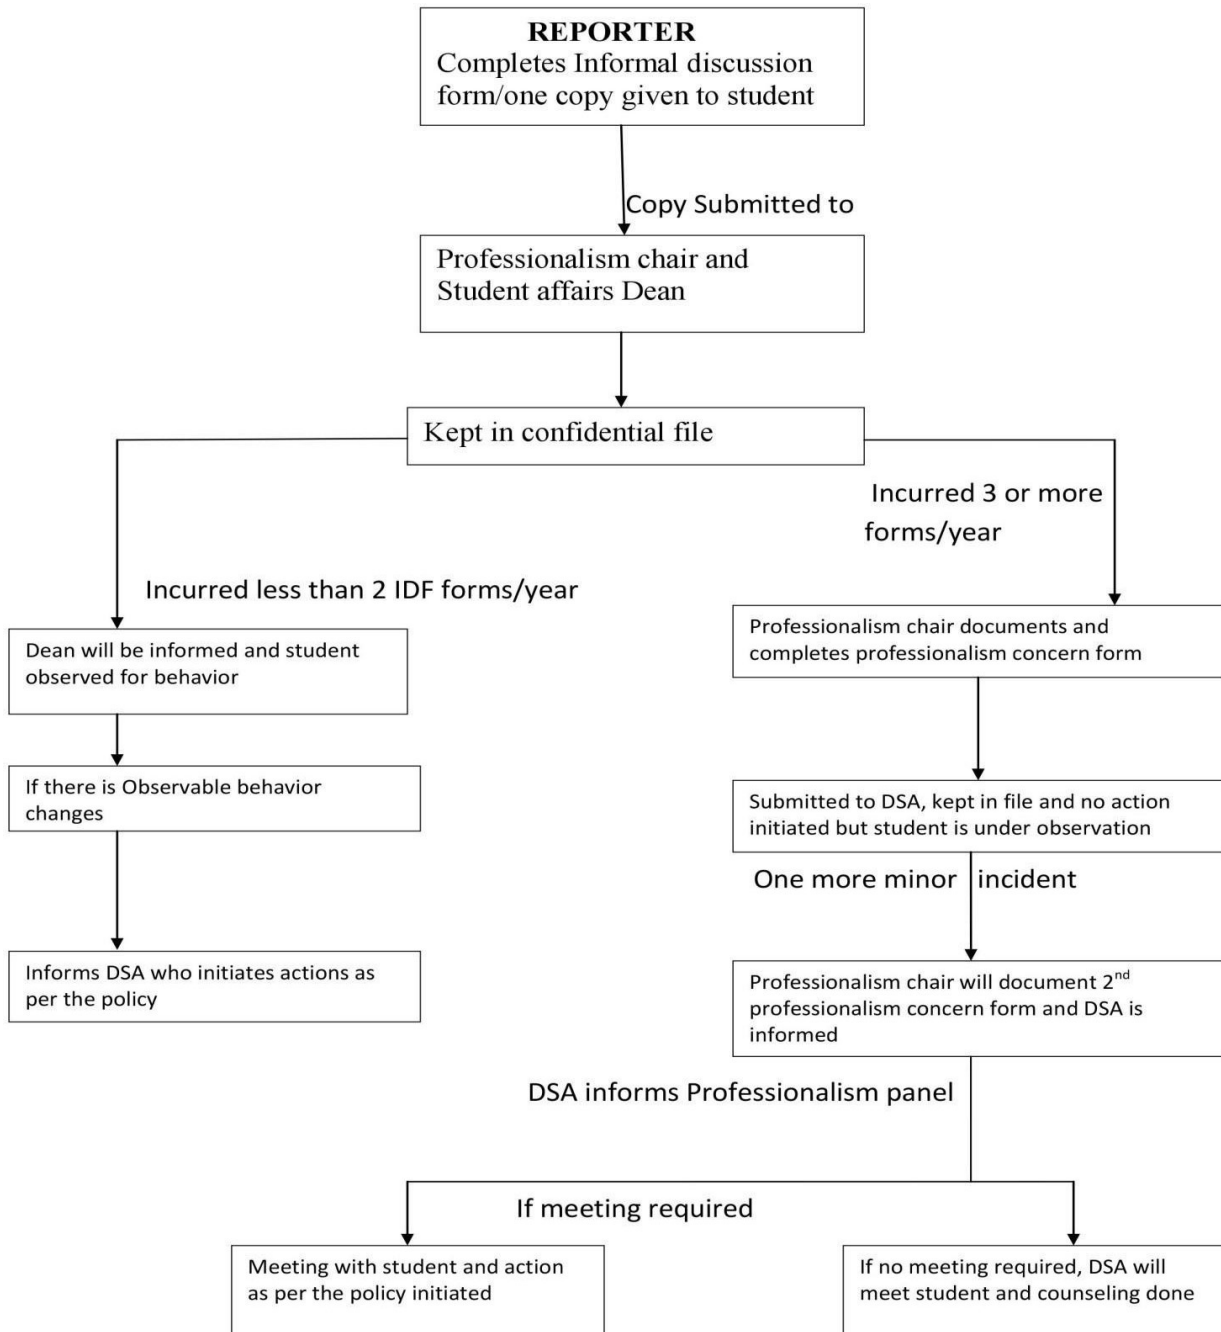 REPORTER
Completes Informal discussion
form/one copy given to student
Copy Submitted to
Professionalism chair and
Student affairs Dean
Kept in confidential file
Incurred 3 or more
forms/year
Incurred less than 2 IDF forms/year
Dean will be informed and student
observed for behavior
If there is Observable behavior
changes
Informs DSA who initiates actions as
per the policy
Professionalism chair documents and
completes professionalism concern form
Submitted to DSA, kept in file and no action
initiated but student is under observation
One more minor incident
Professionalism chair will document 2nd
professionalism concern form and DSA is
informed
DSA informs Professionalism panel
If meeting required
Meeting with student and action
as per the policy initiated
If no meeting required, DSA will
meet student and counseling done